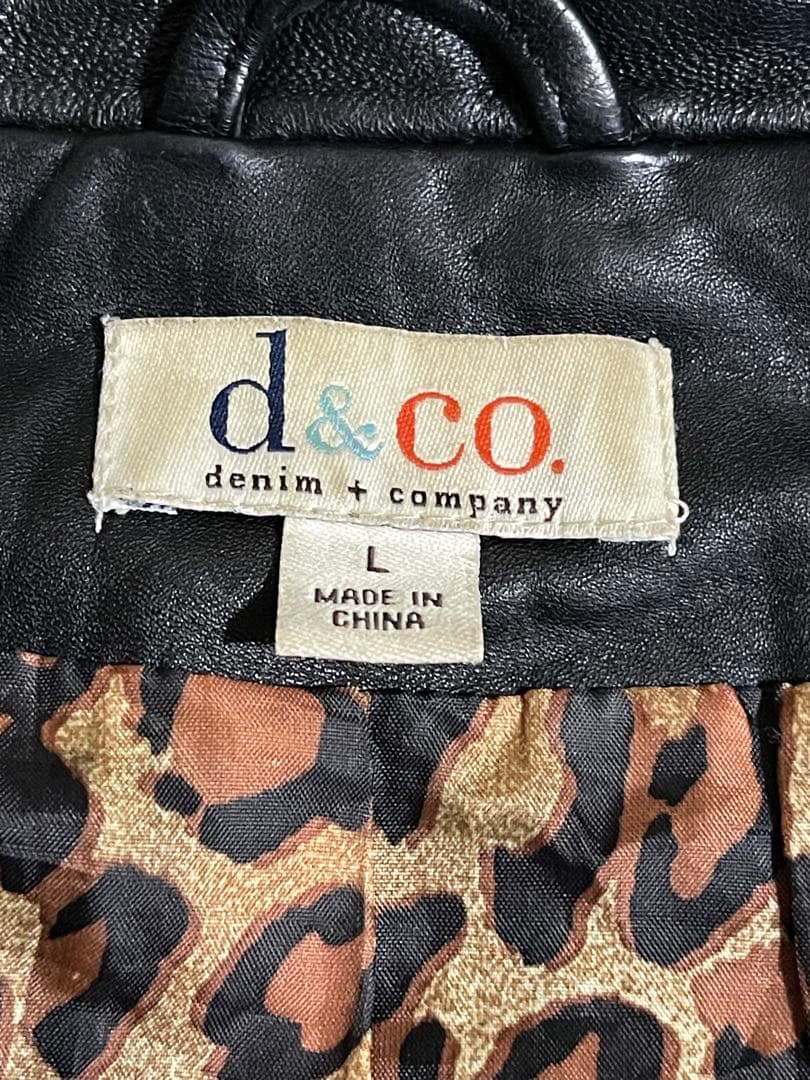 d&co.
denim + company
L
MADE IN
CHINA